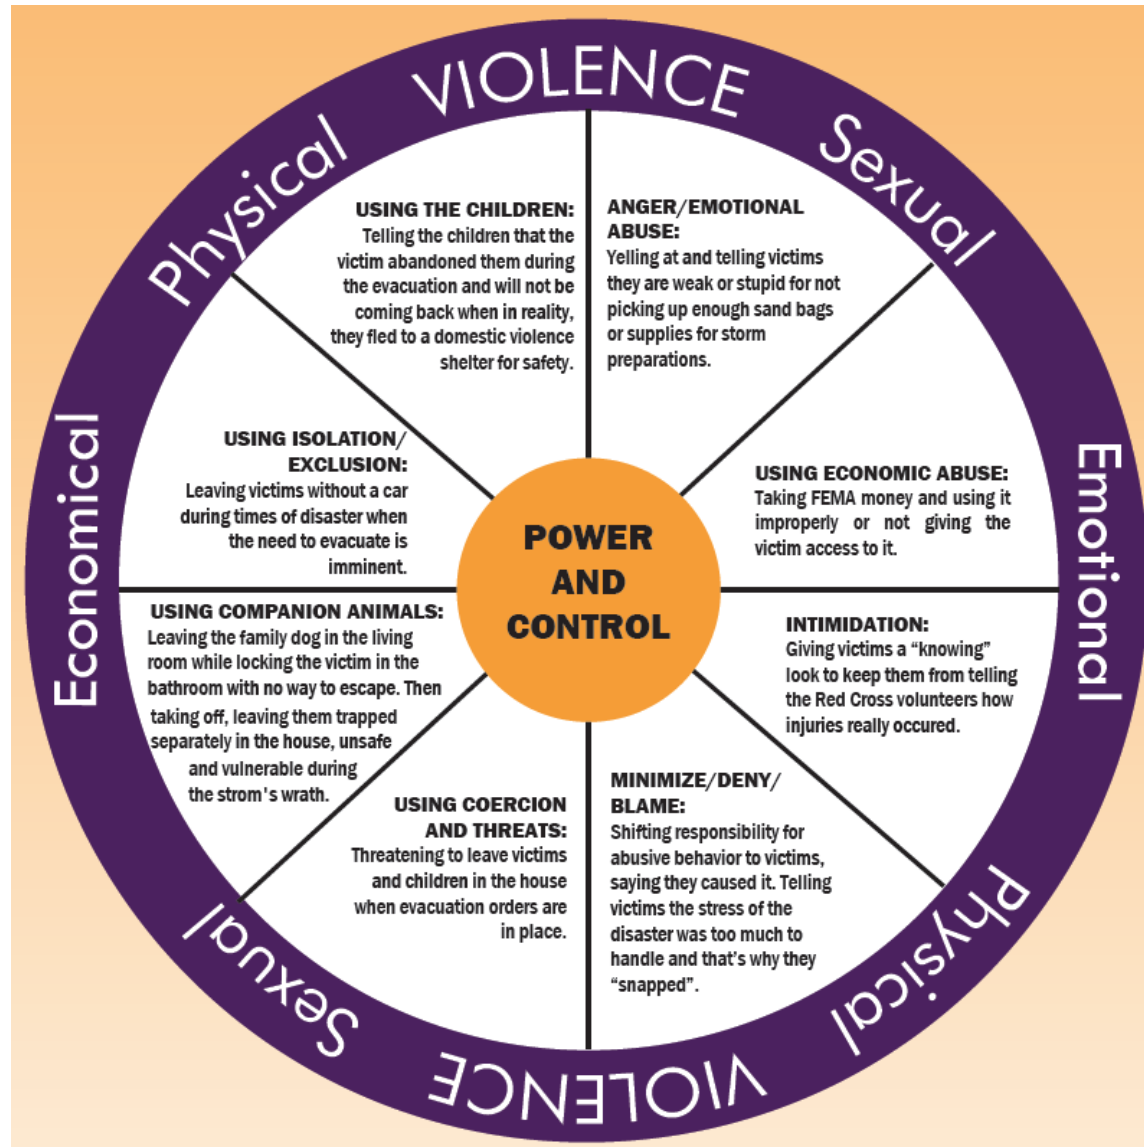 VIOLENCE
Sexual
Emotional
Physical
VIOLENCE
Sexual
Economical
Physical
USING THE CHILDREN:
Telling the children that the
victim abandoned them during
the evacuation and will not be
coming back when in reality,
they fled to a domestic violence
shelter for safety.
ANGER/EMOTIONAL
ABUSE:
Yelling at and telling victims
they are weak or stupid for not
picking up enough sand bags
or supplies for storm
preparations.
USING ISOLATION/
EXCLUSION:
Leaving victims without a car
during times of disaster when
the need to evacuate is
imminent.
USING ECONOMIC ABUSE:
Taking FEMA money and using it
improperly or not giving the
victim access to it.
POWER
AND
CONTROL
USING COMPANION ANIMALS:
Leaving the family dog in the living
room while locking the victim in the
bathroom with no way to escape. Then
taking off, leaving them trapped
separately in the house, unsafe
and vulnerable during
the strom's wrath.
INTIMIDATION:
Giving victims a “knowing”
look to keep them from telling
the Red Cross volunteers how
injuries really occured.
USING COERCION
AND THREATS:
Threatening to leave victims
and children in the house
when evacuation orders are
in place.
MINIMIZE/DENY/
BLAME:
Shifting responsibility for
abusive behavior to victims,
saying they caused it. Telling
victims the stress of the
disaster was too much to
handle and that’s why they
“snapped”.